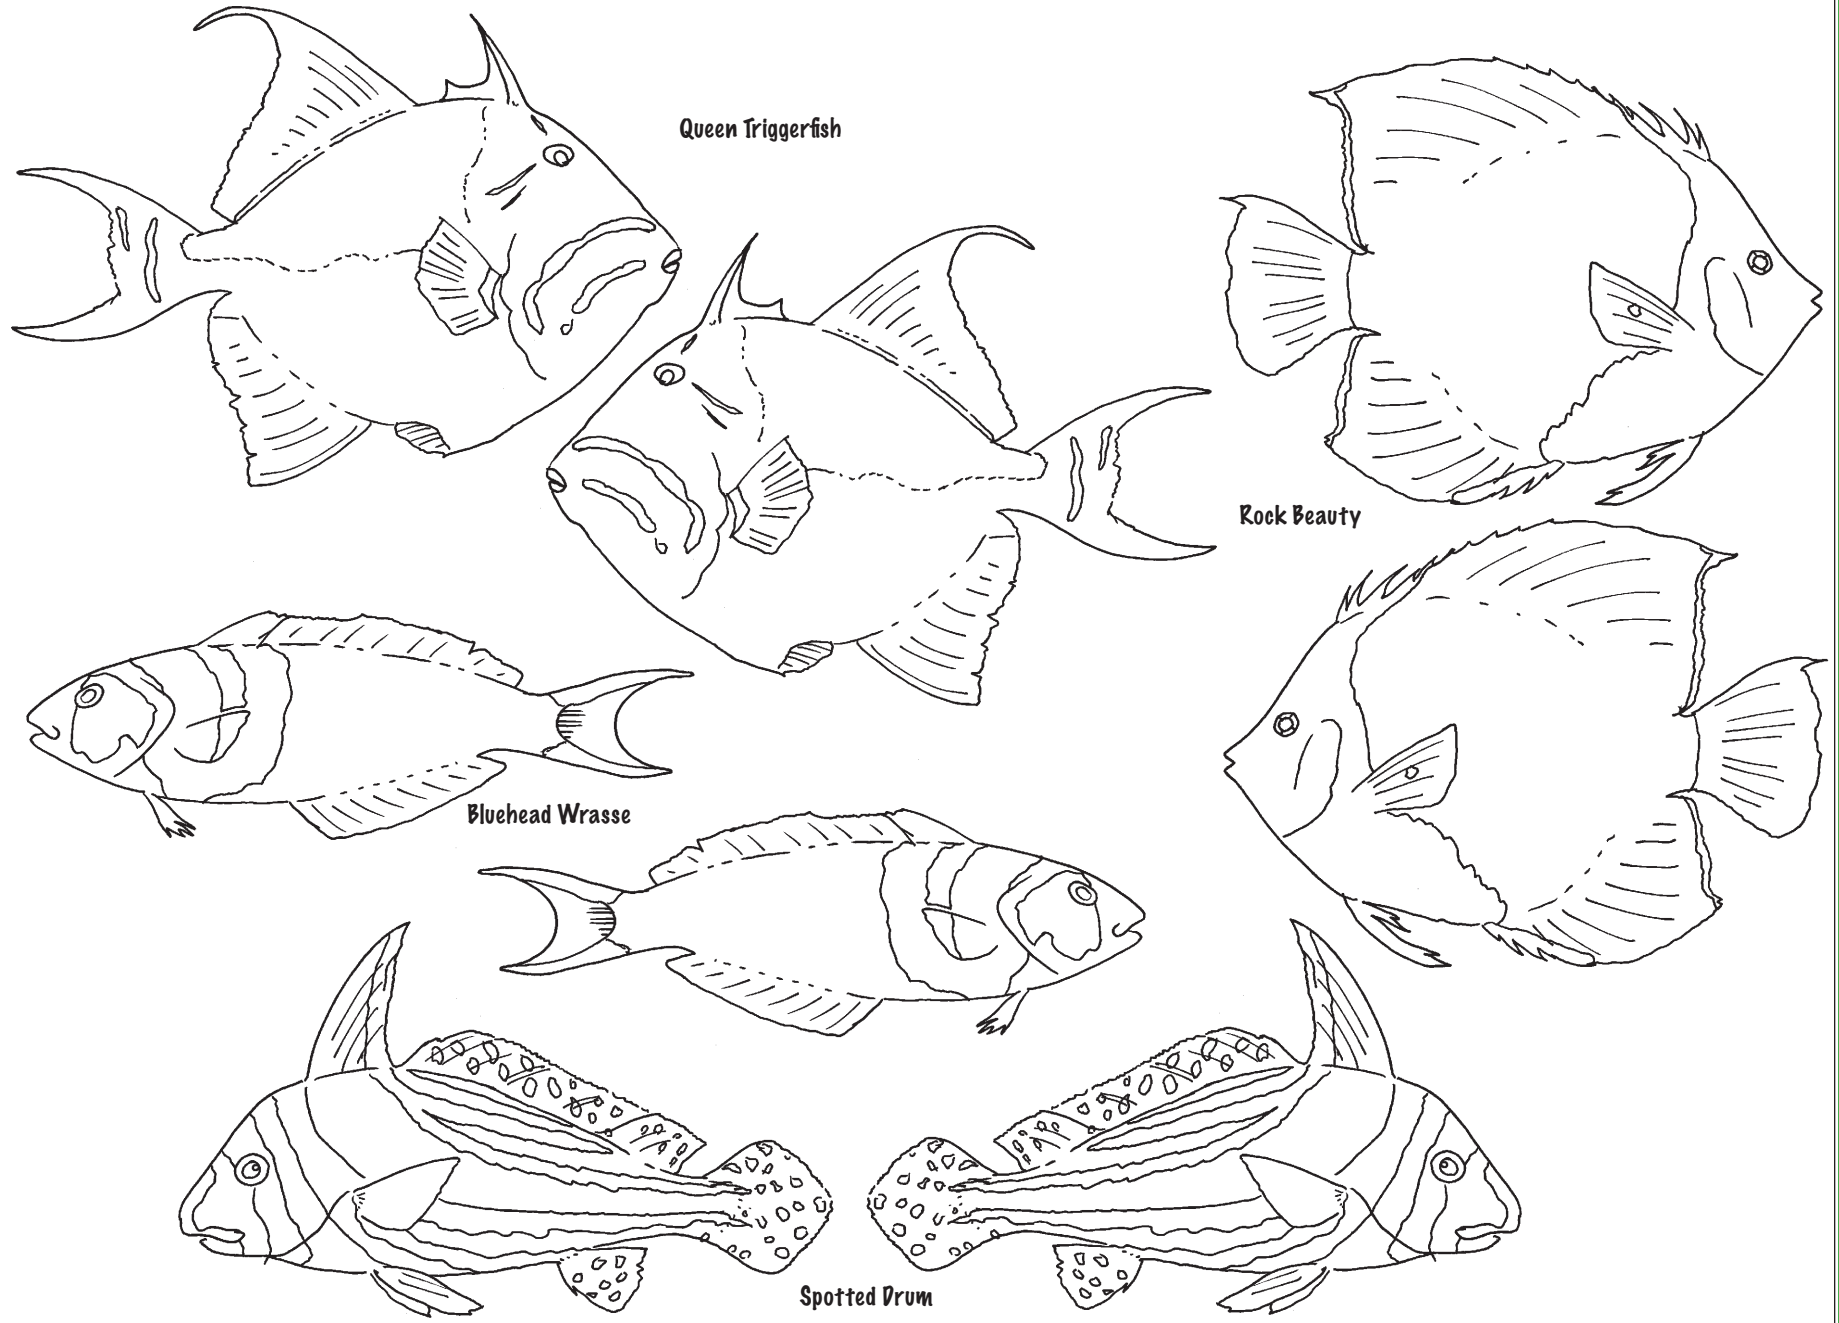 Queen Triggerfish
Rock Beauty
Bluehead Wrasse
Spotted Drum